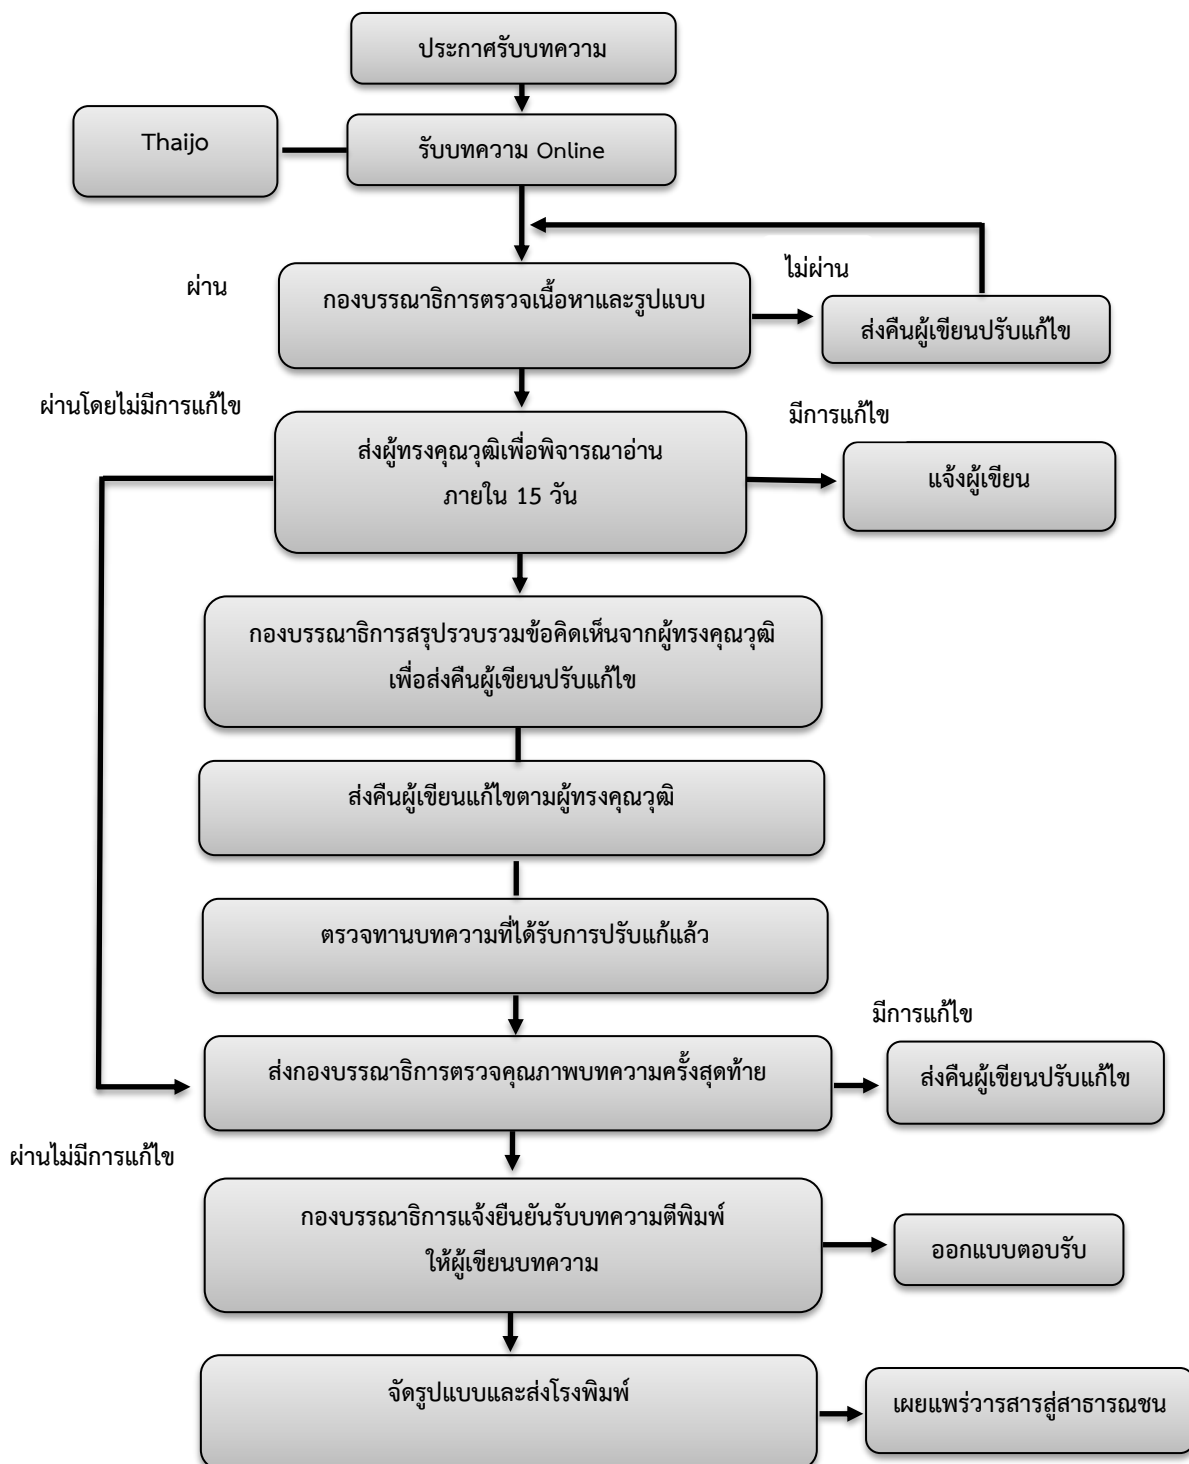 ประกาศรับบทความ
Thaijo
รับบทความ Online
ไม่ผ่าน
ผ่าน
กองบรรณาธิการตรวจเนื้อหาและรูปแบบ
ส่งคืนผู้เขียนปรับแก้ไข
ผ่านโดยไม่มีการแก้ไข
มีการแก้ไข
ส่งผู้ทรงคุณวุฒิเพื่อพิจารณาอ่าน
ภายใน 15 วัน
แจ้งผู้เขียน
กองบรรณาธิการสรุปรวบรวมข้อคิดเห็นจากผู้ทรงคุณวุฒิ
เพื่อส่งคืนผู้เขียนปรับแก้ไข
ส่งคืนผู้เขียนแก้ไขตามผู้ทรงคุณวุฒิ
ตรวจทานบทความที่ได้รับการปรับแก้แล้ว
มีการแก้ไข
ส่งกองบรรณาธิการตรวจคุณภาพบทความครั้งสุดท้าย
ส่งคืนผู้เขียนปรับแก้ไข
ผ่านไม่มีการแก้ไข
กองบรรณาธิการแจ้งยืนยันรับบทความตีพิมพ์
ให้ผู้เขียนบทความ
ออกแบบตอบรับ
จัดรูปแบบและส่งโรงพิมพ์
เผยแพร่วารสารสู่สาธารณชน